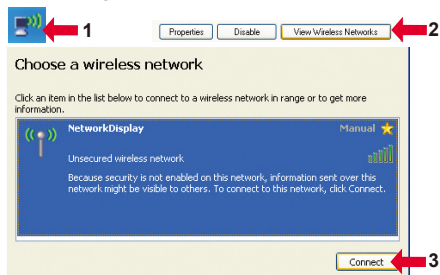 1
Properties Disable View Wireless Networks 2
Choose a wireless network
Click an item in the list below to connect to a wireless network in range or to get more
information.
NetworkDisplay Manual
Unsecured wireless network
Because security is not enabled on this network, information sent over this
network might be visible to others. To connect to this network, click Connect.
Connect 3